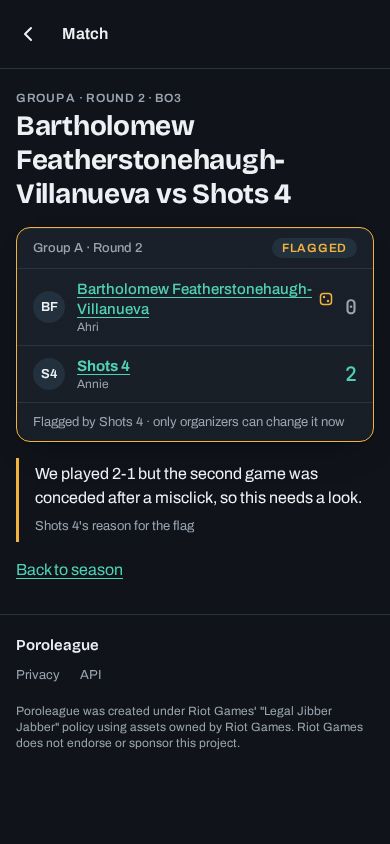 Match
GROUP A · ROUND 2 · BO3
Bartholomew
Featherstonehaugh-
Villanueva vs Shots 4
Group A · Round 2
FLAGGED
BF
Bartholomew Featherstonehaugh-
Villanueva
Ahri
0
S4
Shots 4
Annie
2
Flagged by Shots 4 · only organizers can change it now
We played 2-1 but the second game was
conceded after a misclick, so this needs a look.
Shots 4's reason for the flag
Back to season
Poroleague
Privacy
API
Poroleague was created under Riot Games' "Legal Jibber
Jabber" policy using assets owned by Riot Games. Riot Games
does not endorse or sponsor this project.